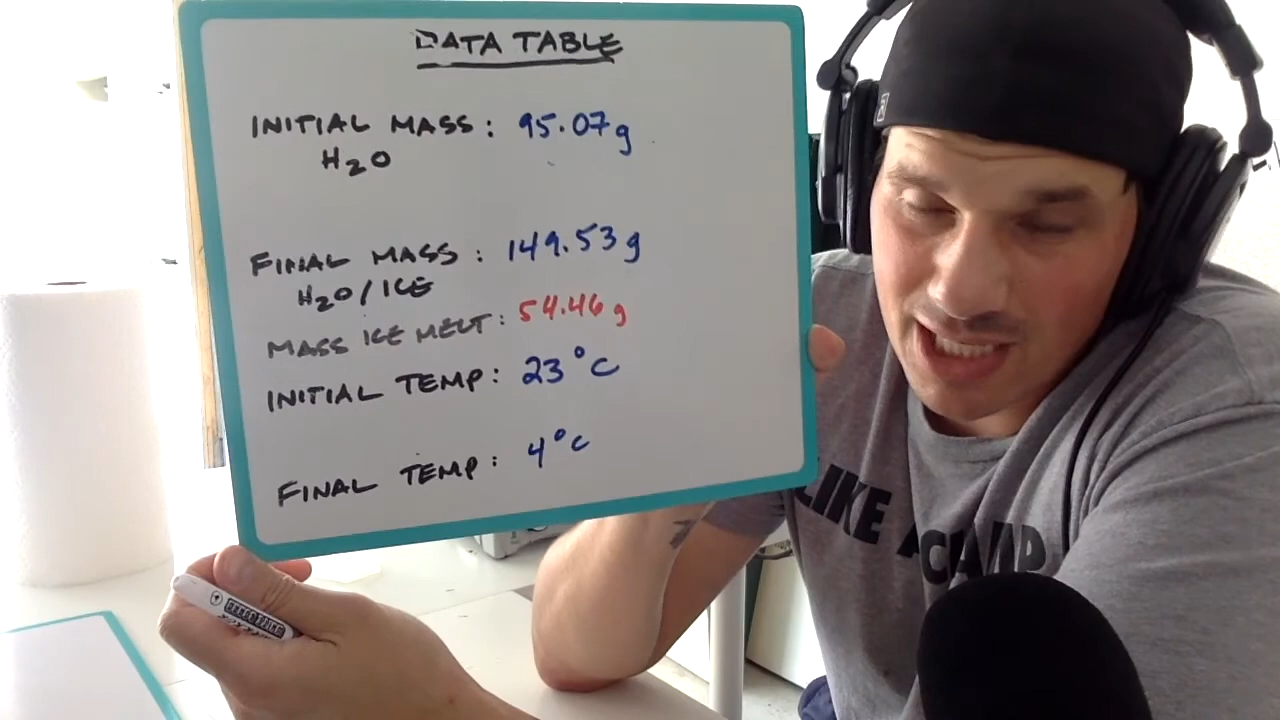 DATA TABLE
INITIAL MASS: 95.07g
H2O
FINAL MASS: 149.53g
H2O/ICE
MASS ICE MELT: 54.46g
INITIAL TEMP: 23°C
FINAL TEMP: 4°C
LIKE A